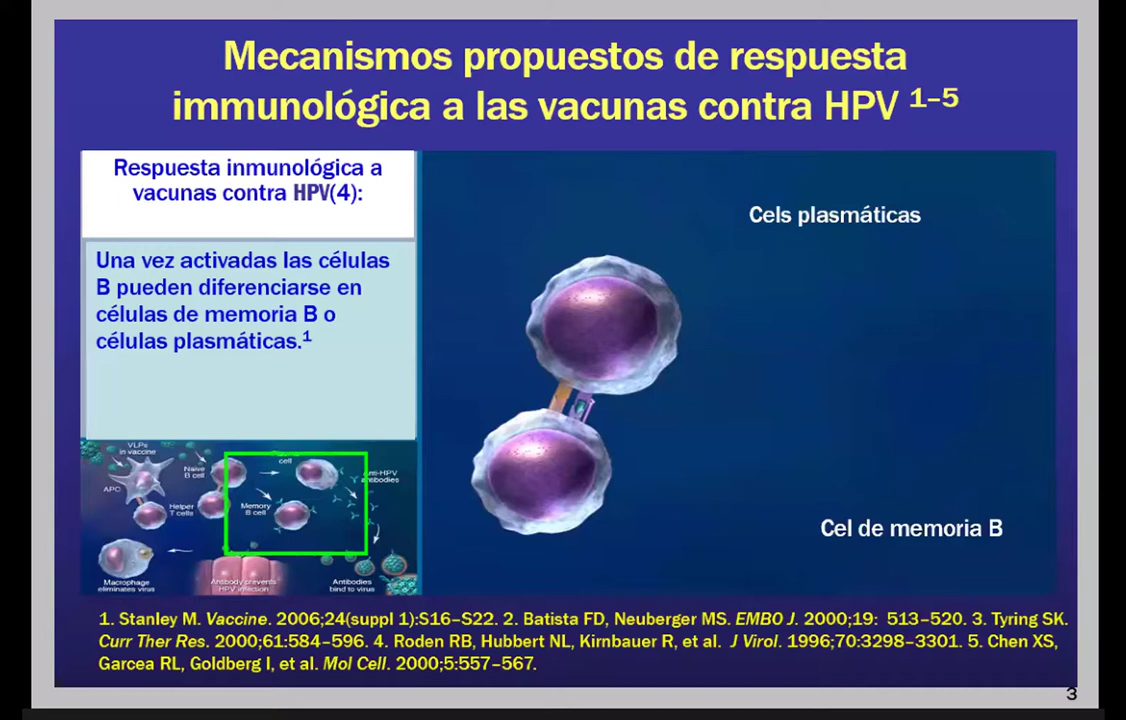 Mecanismos propuestos de respuesta
immunológica a las vacunas contra HPV 1–5
Respuesta inmunológica a
vacunas contra HPV(4):
Una vez activadas las células
B pueden diferenciarse en
células de memoria B o
células plasmáticas.1
Cels plasmáticas
Cel de memoria B
VLPs
in vaccine
Naive
B cell
cell
APC
Helper
T cells
Memory
B cell
Anti-HPV
antibodies
Macrophage
eliminates virus
Antibody prevents
HPV infection
Antibodies
bind to virus
1. Stanley M. Vaccine. 2006;24(suppl 1):S16–S22. 2. Batista FD, Neuberger MS. EMBO J. 2000;19: 513–520. 3. Tyring SK.
Curr Ther Res. 2000;61:584–596. 4. Roden RB, Hubbert NL, Kirnbauer R, et al. J Virol. 1996;70:3298–3301. 5. Chen XS,
Garcea RL, Goldberg I, et al. Mol Cell. 2000;5:557–567.
3